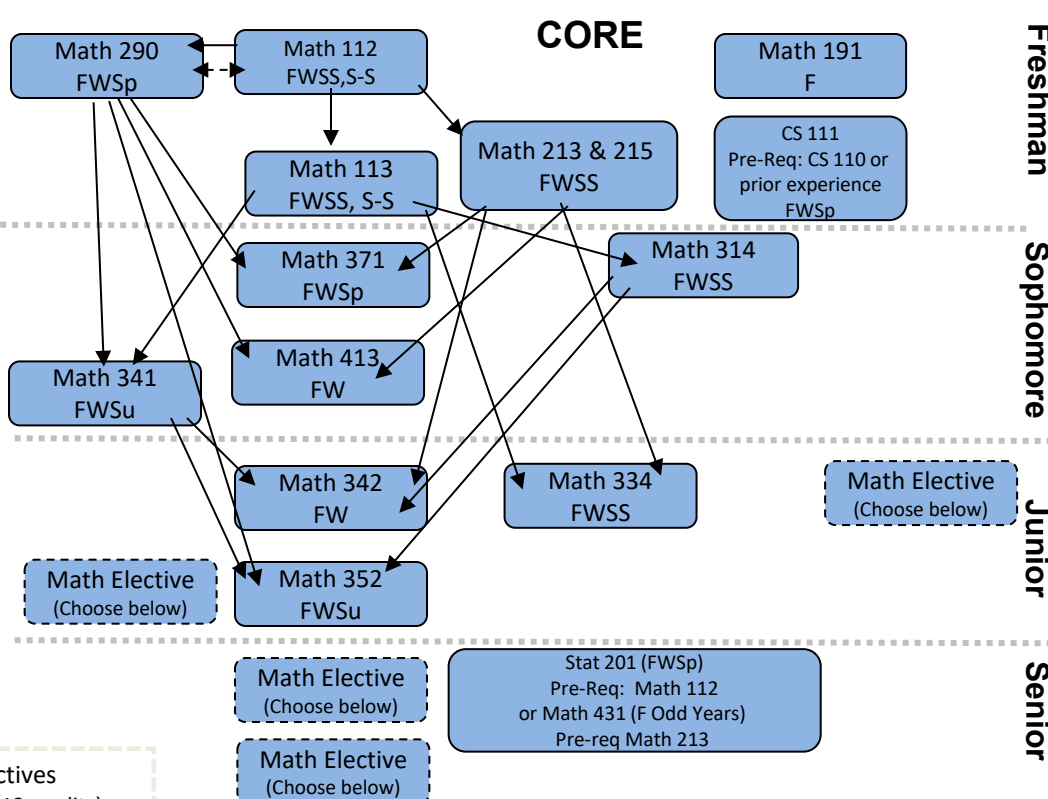 CORE
Freshman
Math 290
FWSp
Math 112
FWSS,S-S
Math 191
F
Math 213 & 215
FWSS
CS 111
Pre-Req: CS 110 or
prior experience
FWSp
Math 113
FWSS, S-S
Sophomore
Math 371
FWSp
Math 314
FWSS
Math 413
FW
Math 341
FWSu
Junior
Math 342
FW
Math 334
FWSS
Math Elective
(Choose below)
Math Elective
(Choose below)
Math 352
FWSu
Senior
Math Elective
(Choose below)
Stat 201 (FWSp)
Pre-Req:  Math 112
or Math 431 (F Odd Years)
Pre-req Math 213
Math Elective
(Choose below)
ctives